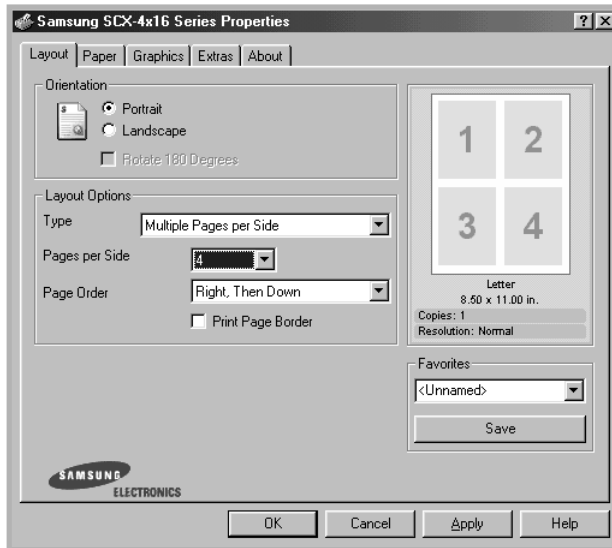 Samsung SCX-4x16 Series Properties
Layout Paper Graphics Extras About
Orientation
Portrait
Landscape
Rotate 180 Degrees
Layout Options
Type Multiple Pages per Side
Pages per Side 4
Page Order Right, Then Down
Print Page Border
1 2
3 4
Letter
8.50 x 11.00 in.
Copies: 1
Resolution: Normal
Favorites
<Unnamed>
Save
SAMSUNG
ELECTRONICS
OK Cancel Apply Help